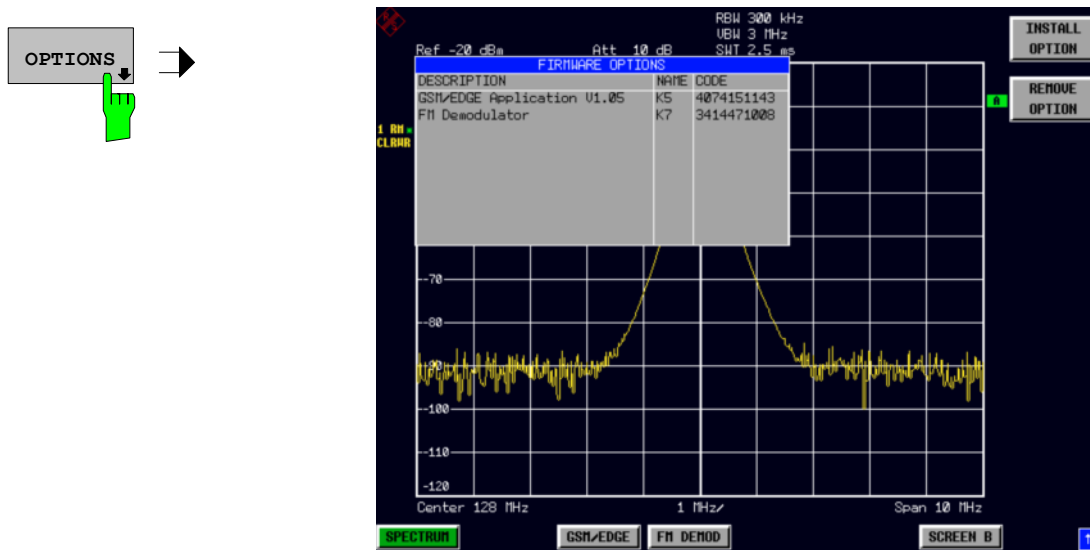 OPTIONS
RBW 300 kHz
VBW 3 MHz
Ref -20 dBm Att 10 dB SWT 2.5 ms
FIRMWARE OPTIONS
DESCRIPTION NAME CODE
GSM/EDGE Application V1.05 K5 4074151143
FM Demodulator K7 3414471008
1 RM *
CLRWR
A
INSTALL
OPTION
REMOVE
OPTION
-70
-80
-90
-100
-110
-120
Center 128 MHz 1 MHz/ Span 10 MHz
SPECTRUM GSM/EDGE FM DEMOD SCREEN B